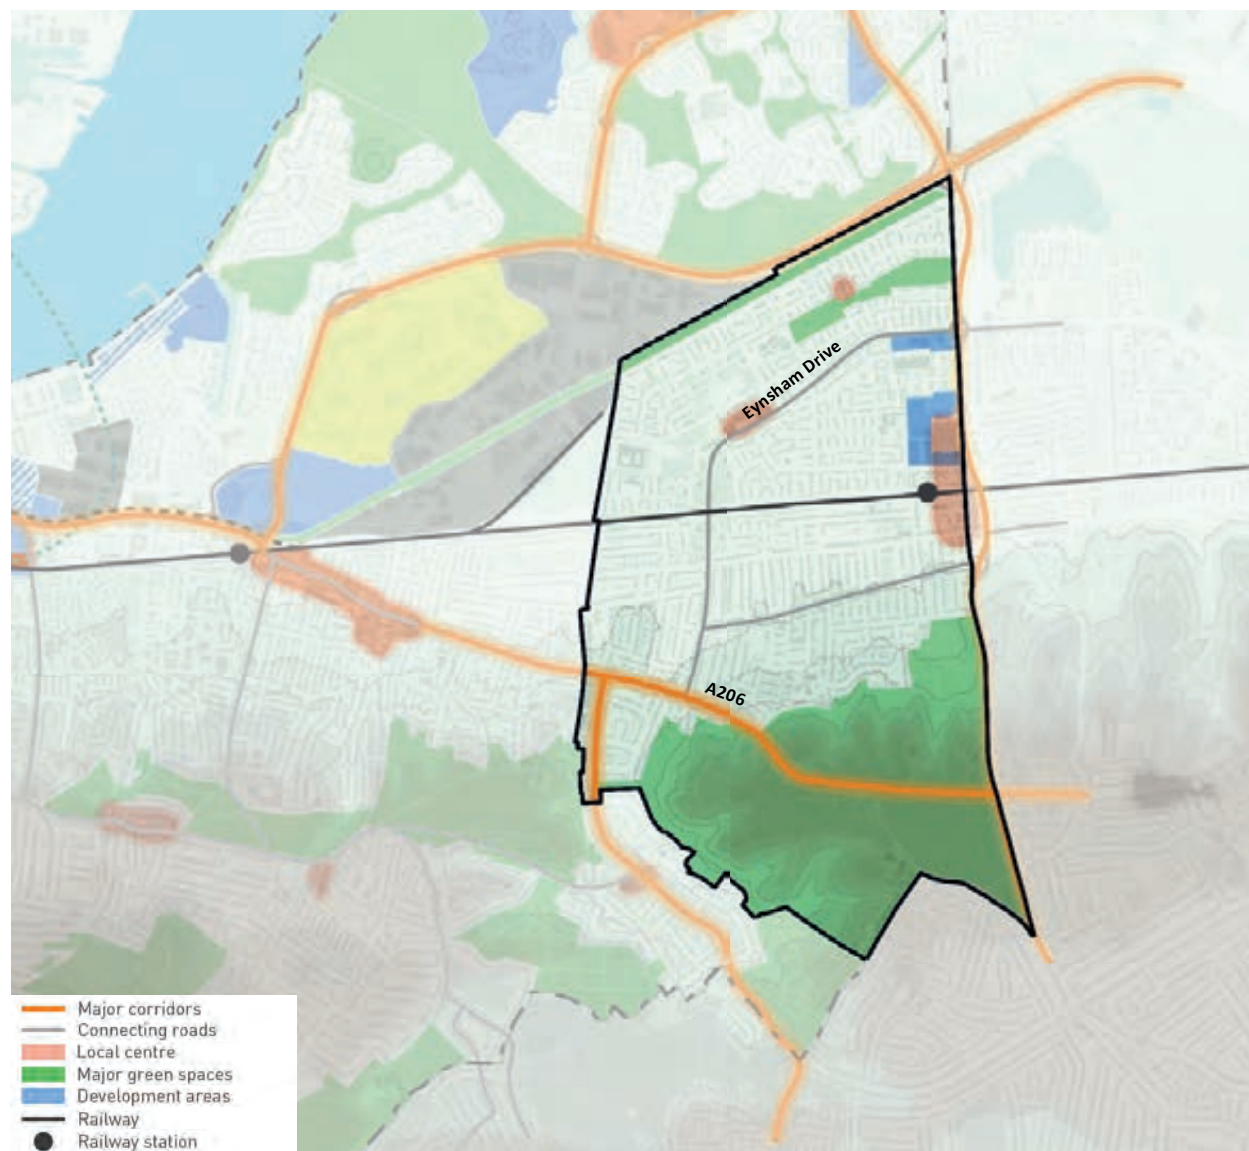 Eynsham Drive
A206
Major corridors
Connecting roads
Local centre
Major green spaces
Development areas
Railway
Railway station